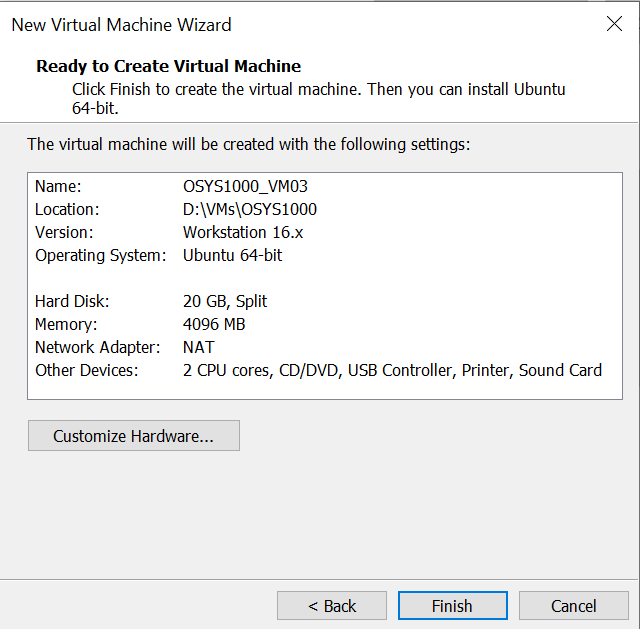 New Virtual Machine Wizard
Ready to Create Virtual Machine
Click Finish to create the virtual machine. Then you can install Ubuntu
64-bit.
The virtual machine will be created with the following settings:
Name: OSYS1000_VM03
Location: D:\VMs\OSYS1000
Version: Workstation 16.x
Operating System: Ubuntu 64-bit
Hard Disk: 20 GB, Split
Memory: 4096 MB
Network Adapter: NAT
Other Devices: 2 CPU cores, CD/DVD, USB Controller, Printer, Sound Card
Customize Hardware...
< Back Finish Cancel